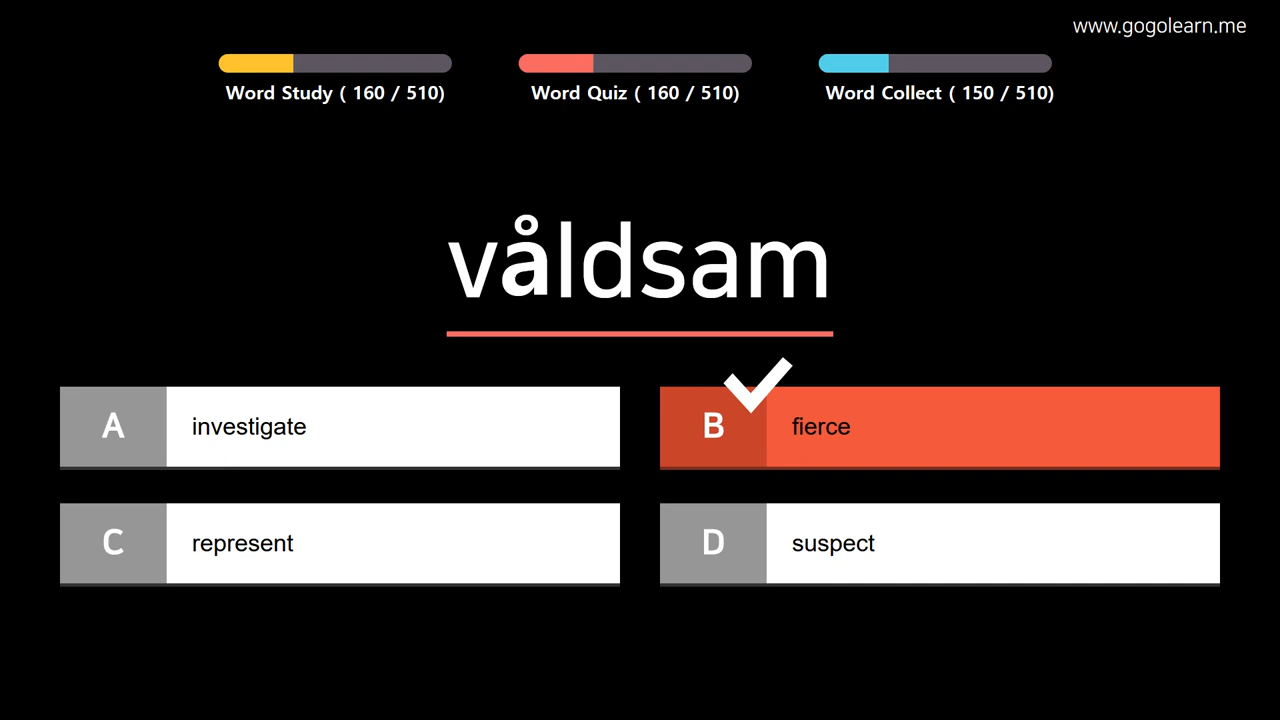 www.gogolearn.me
Word Study ( 160 / 510)
Word Quiz ( 160 / 510)
Word Collect ( 150 / 510)
våldsam
A investigate
B fierce
C represent
D suspect